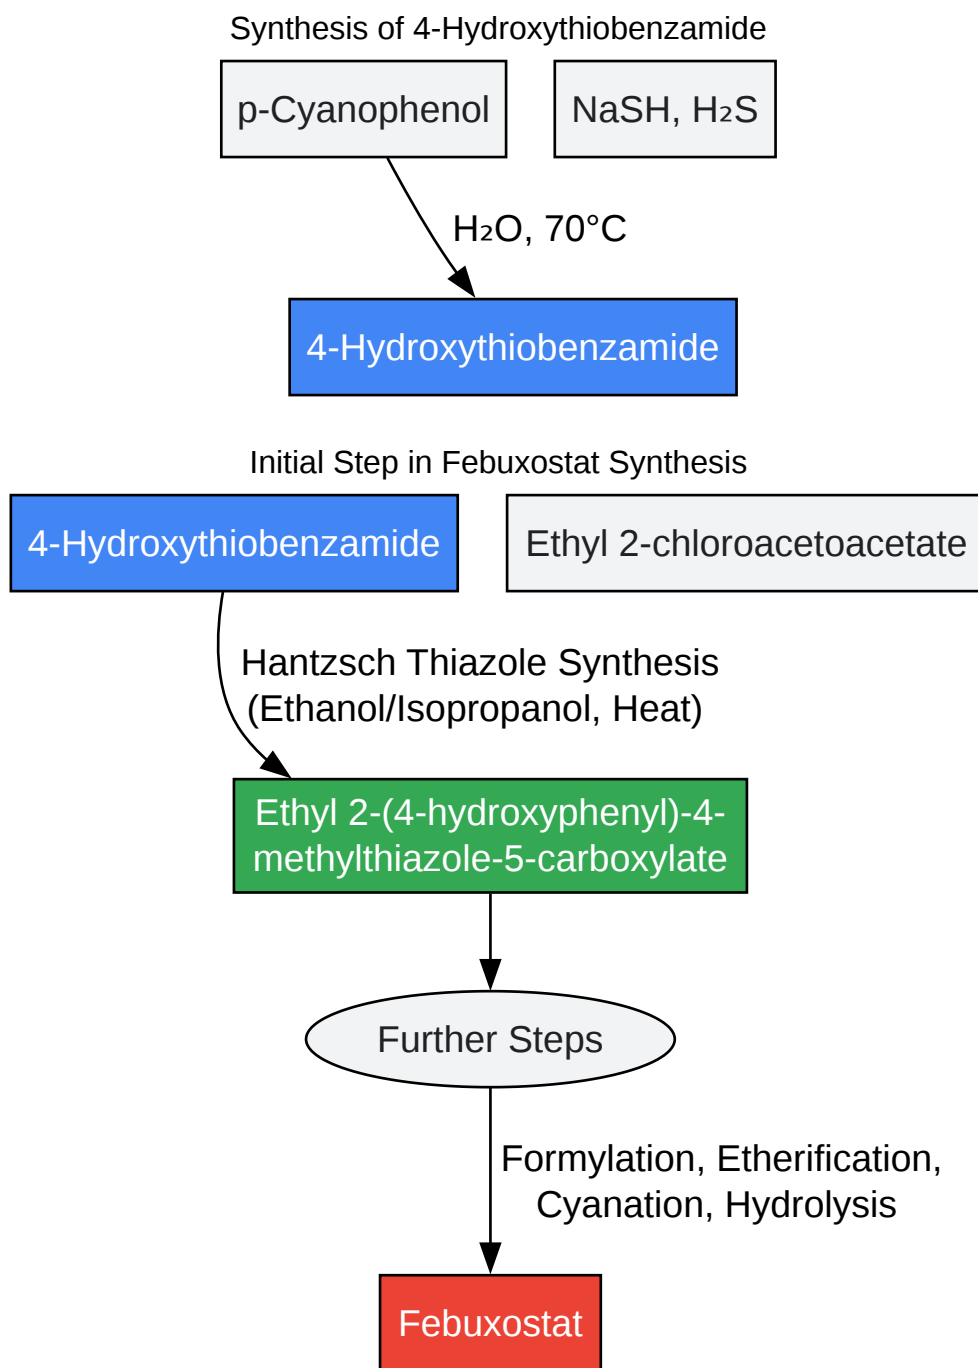 Synthesis of 4-Hydroxythiobenzamide
p-Cyanophenol
NaSH, H₂S
H₂O, 70°C
4-Hydroxythiobenzamide
Initial Step in Febuxostat Synthesis
4-Hydroxythiobenzamide
Ethyl 2-chloroacetoacetate
Hantzsch Thiazole Synthesis
(Ethanol/Isopropanol, Heat)
Ethyl 2-(4-hydroxyphenyl)-4-
methylthiazole-5-carboxylate
Further Steps
Formylation, Etherification,
Cyanation, Hydrolysis
Febuxostat